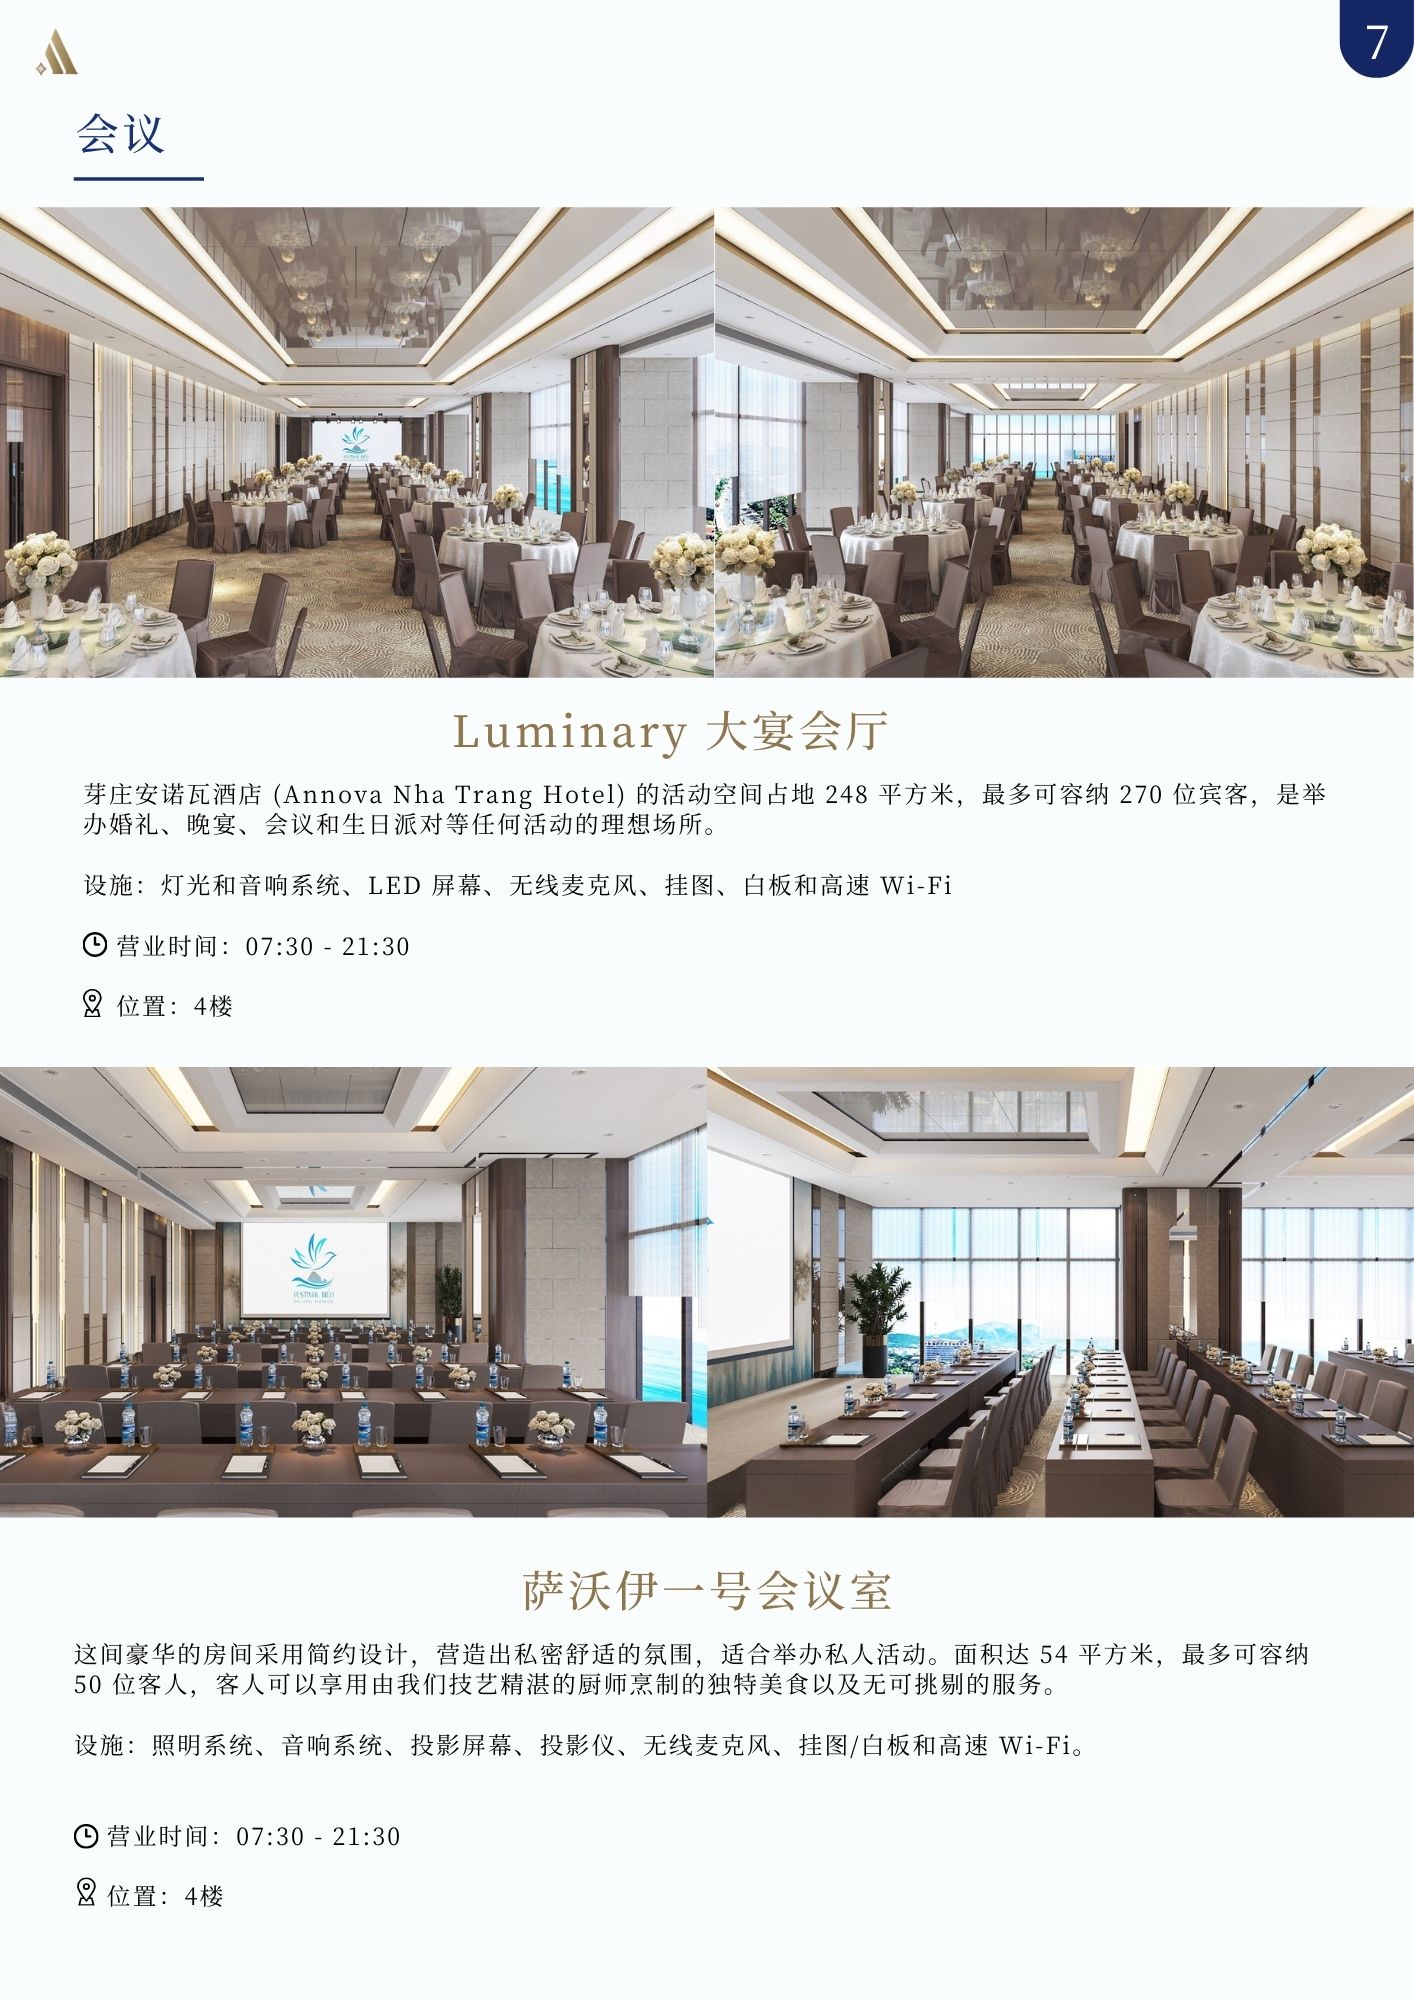 7
会议
FESTIVAL BIỂN
Luminary 大宴会厅
芽庄安诺瓦酒店 (Annova Nha Trang Hotel) 的活动空间占地 248 平方米，最多可容纳 270 位宾客，是举
办婚礼、晚宴、会议和生日派对等任何活动的理想场所。
设施：灯光和音响系统、LED 屏幕、无线麦克风、挂图、白板和高速 Wi-Fi
营业时间：07:30 - 21:30
位置：4楼
FESTIVAL BIỂN
萨沃伊一号会议室
这间豪华的房间采用简约设计，营造出私密舒适的氛围，适合举办私人活动。面积达 54 平方米，最多可容纳
50 位客人，客人可以享用由我们技艺精湛的厨师烹制的独特美食以及无可挑剔的服务。
设施：照明系统、音响系统、投影屏幕、投影仪、无线麦克风、挂图/白板和高速 Wi-Fi。
营业时间：07:30 - 21:30
位置：4楼